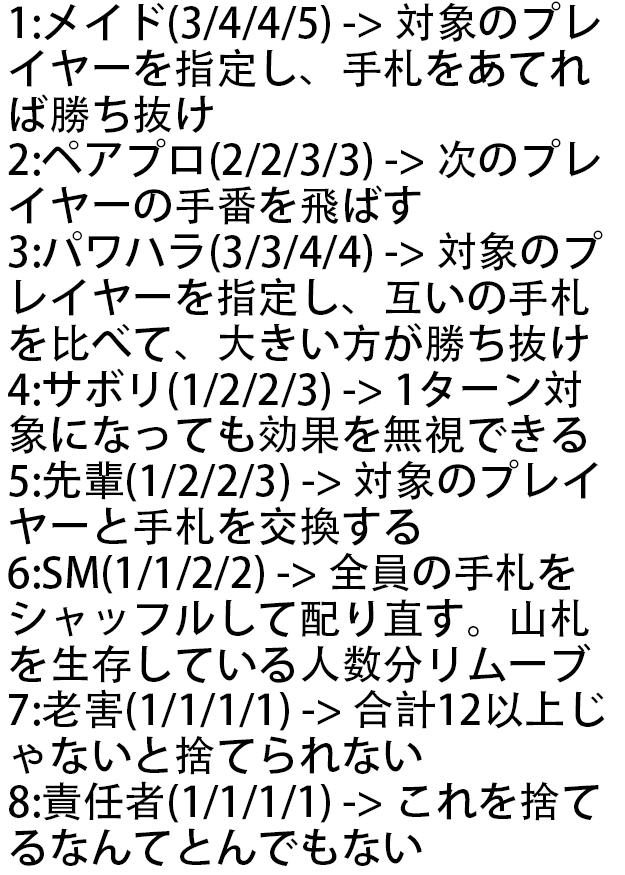 1:メイド(3/4/4/5) -> 対象のプレ
イヤーを指定し、手札をあてれ
ば勝ち抜け
2:ペアプロ(2/2/3/3) -> 次のプレ
イヤーの手番を飛ばす
3:パワハラ(3/3/4/4) -> 対象のプ
レイヤーを指定し、互いの手札
を比べて、大きい方が勝ち抜け
4:サボリ(1/2/2/3) -> 1ターン対
象になっても効果を無視できる
5:先輩(1/2/2/3) -> 対象のプレイ
ヤーと手札を交換する
6:SM(1/1/2/2) -> 全員の手札を
シャッフルして配り直す。山札
を生存している人数分リムーブ
7:老害(1/1/1/1) -> 合計12以上じ
ゃないと捨てられない
8:責任者(1/1/1/1) -> これを捨て
るなんてとんでもない